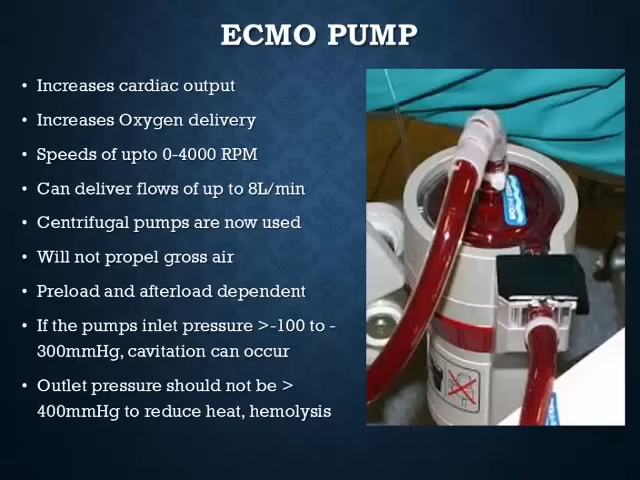 ECMO PUMP
• Increases cardiac output
• Increases Oxygen delivery
• Speeds of upto 0-4000 RPM
• Can deliver flows of up to 8L/min
• Centrifugal pumps are now used
• Will not propel gross air
• Preload and afterload dependent
• If the pumps inlet pressure >-100 to -
300mmHg, cavitation can occur
• Outlet pressure should not be >
400mmHg to reduce heat, hemolysis